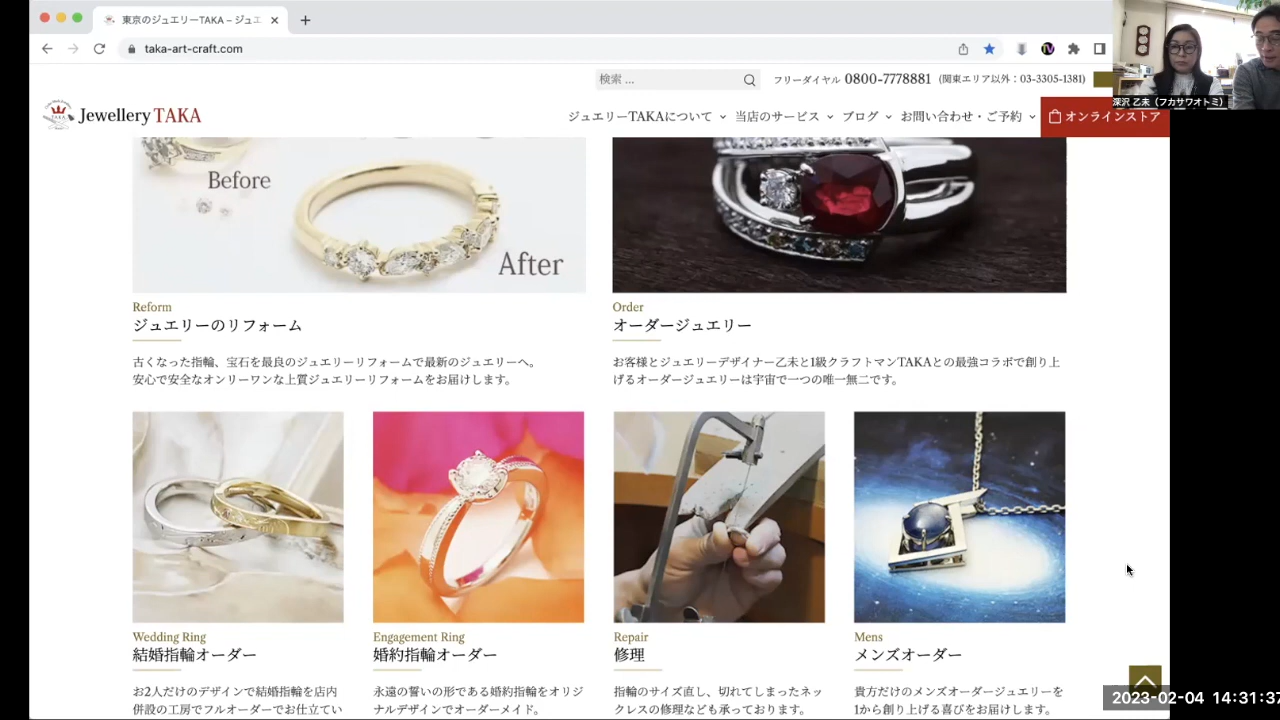 東京のジュエリーTAKA – ジュエ
taka-art-craft.com
検索 ...
フリーダイヤル 0800-7778881 (関東エリア以外：03-3305-1381)
深沢 乙未（フカサワオトミ）
Jewellery TAKA
ジュエリーTAKAについて 当店のサービス ブログ お問い合わせ・ご予約 オンラインストア
Before
After
Reform
ジュエリーのリフォーム
古くなった指輪、宝石を最良のジュエリーリフォームで最新のジュエリーへ。
安心で安全なオンリーワンな上質ジュエリーリフォームをお届けします。
Order
オーダージュエリー
お客様とジュエリーデザイナー乙未と1級クラフトマンTAKAとの最強コラボで創り上
げるオーダージュエリーは宇宙で一つの唯一無二です。
Wedding Ring
結婚指輪オーダー
お2人だけのデザインで結婚指輪を店内
併設の工房でフルオーダーでお仕立てい
Engagement Ring
婚約指輪オーダー
永遠の誓いの形である婚約指輪をオリジ
ナルデザインでオーダーメイド。
Repair
修理
指輪のサイズ直し、切れてしまったネッ
クレスの修理なども承っております。
Mens
メンズオーダー
貴方だけのメンズオーダージュエリーを
1から創り上げる喜びをお届けします。
2023-02-04 14:31:37